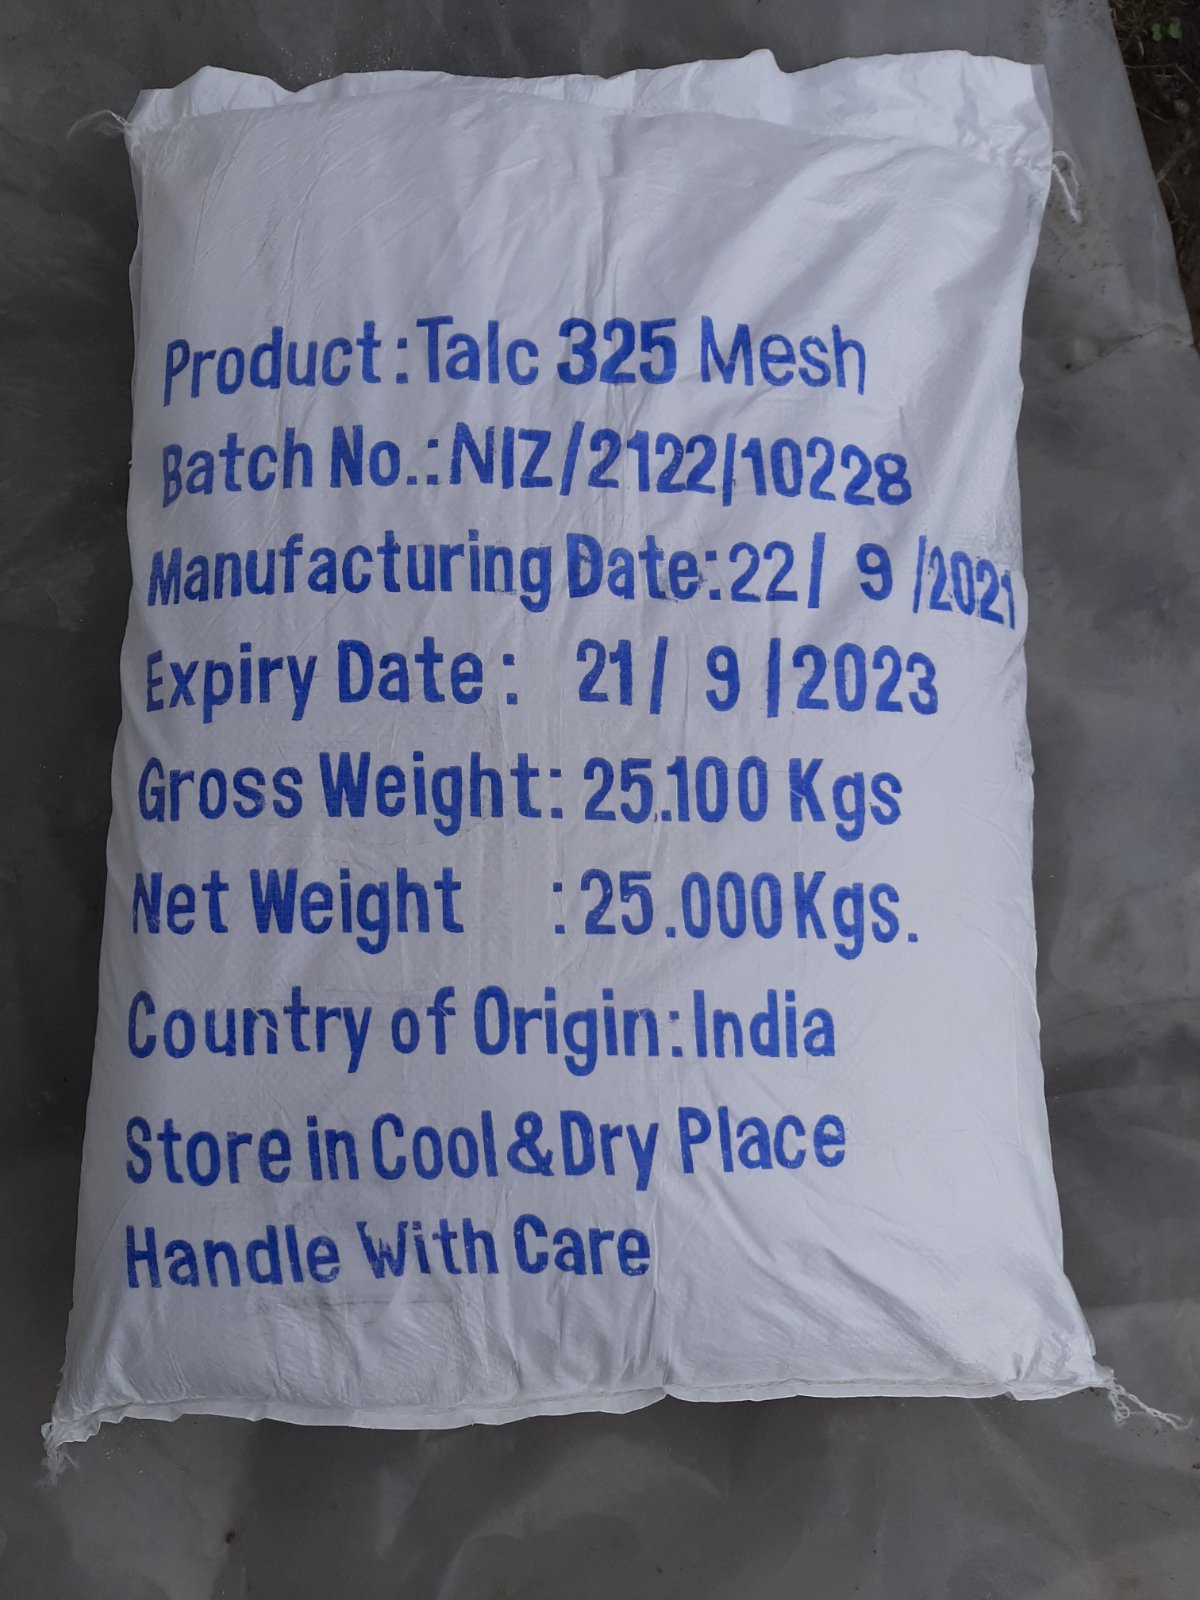 Product: Talc 325 Mesh
Batch No.: NIZ/2122/10228
Manufacturing Date: 22/ 9 /2021
Expiry Date : 21/ 9 /2023
Gross Weight: 25.100 Kgs
Net Weight : 25.000 Kgs.
Country of Origin: India
Store in Cool & Dry Place
Handle With Care